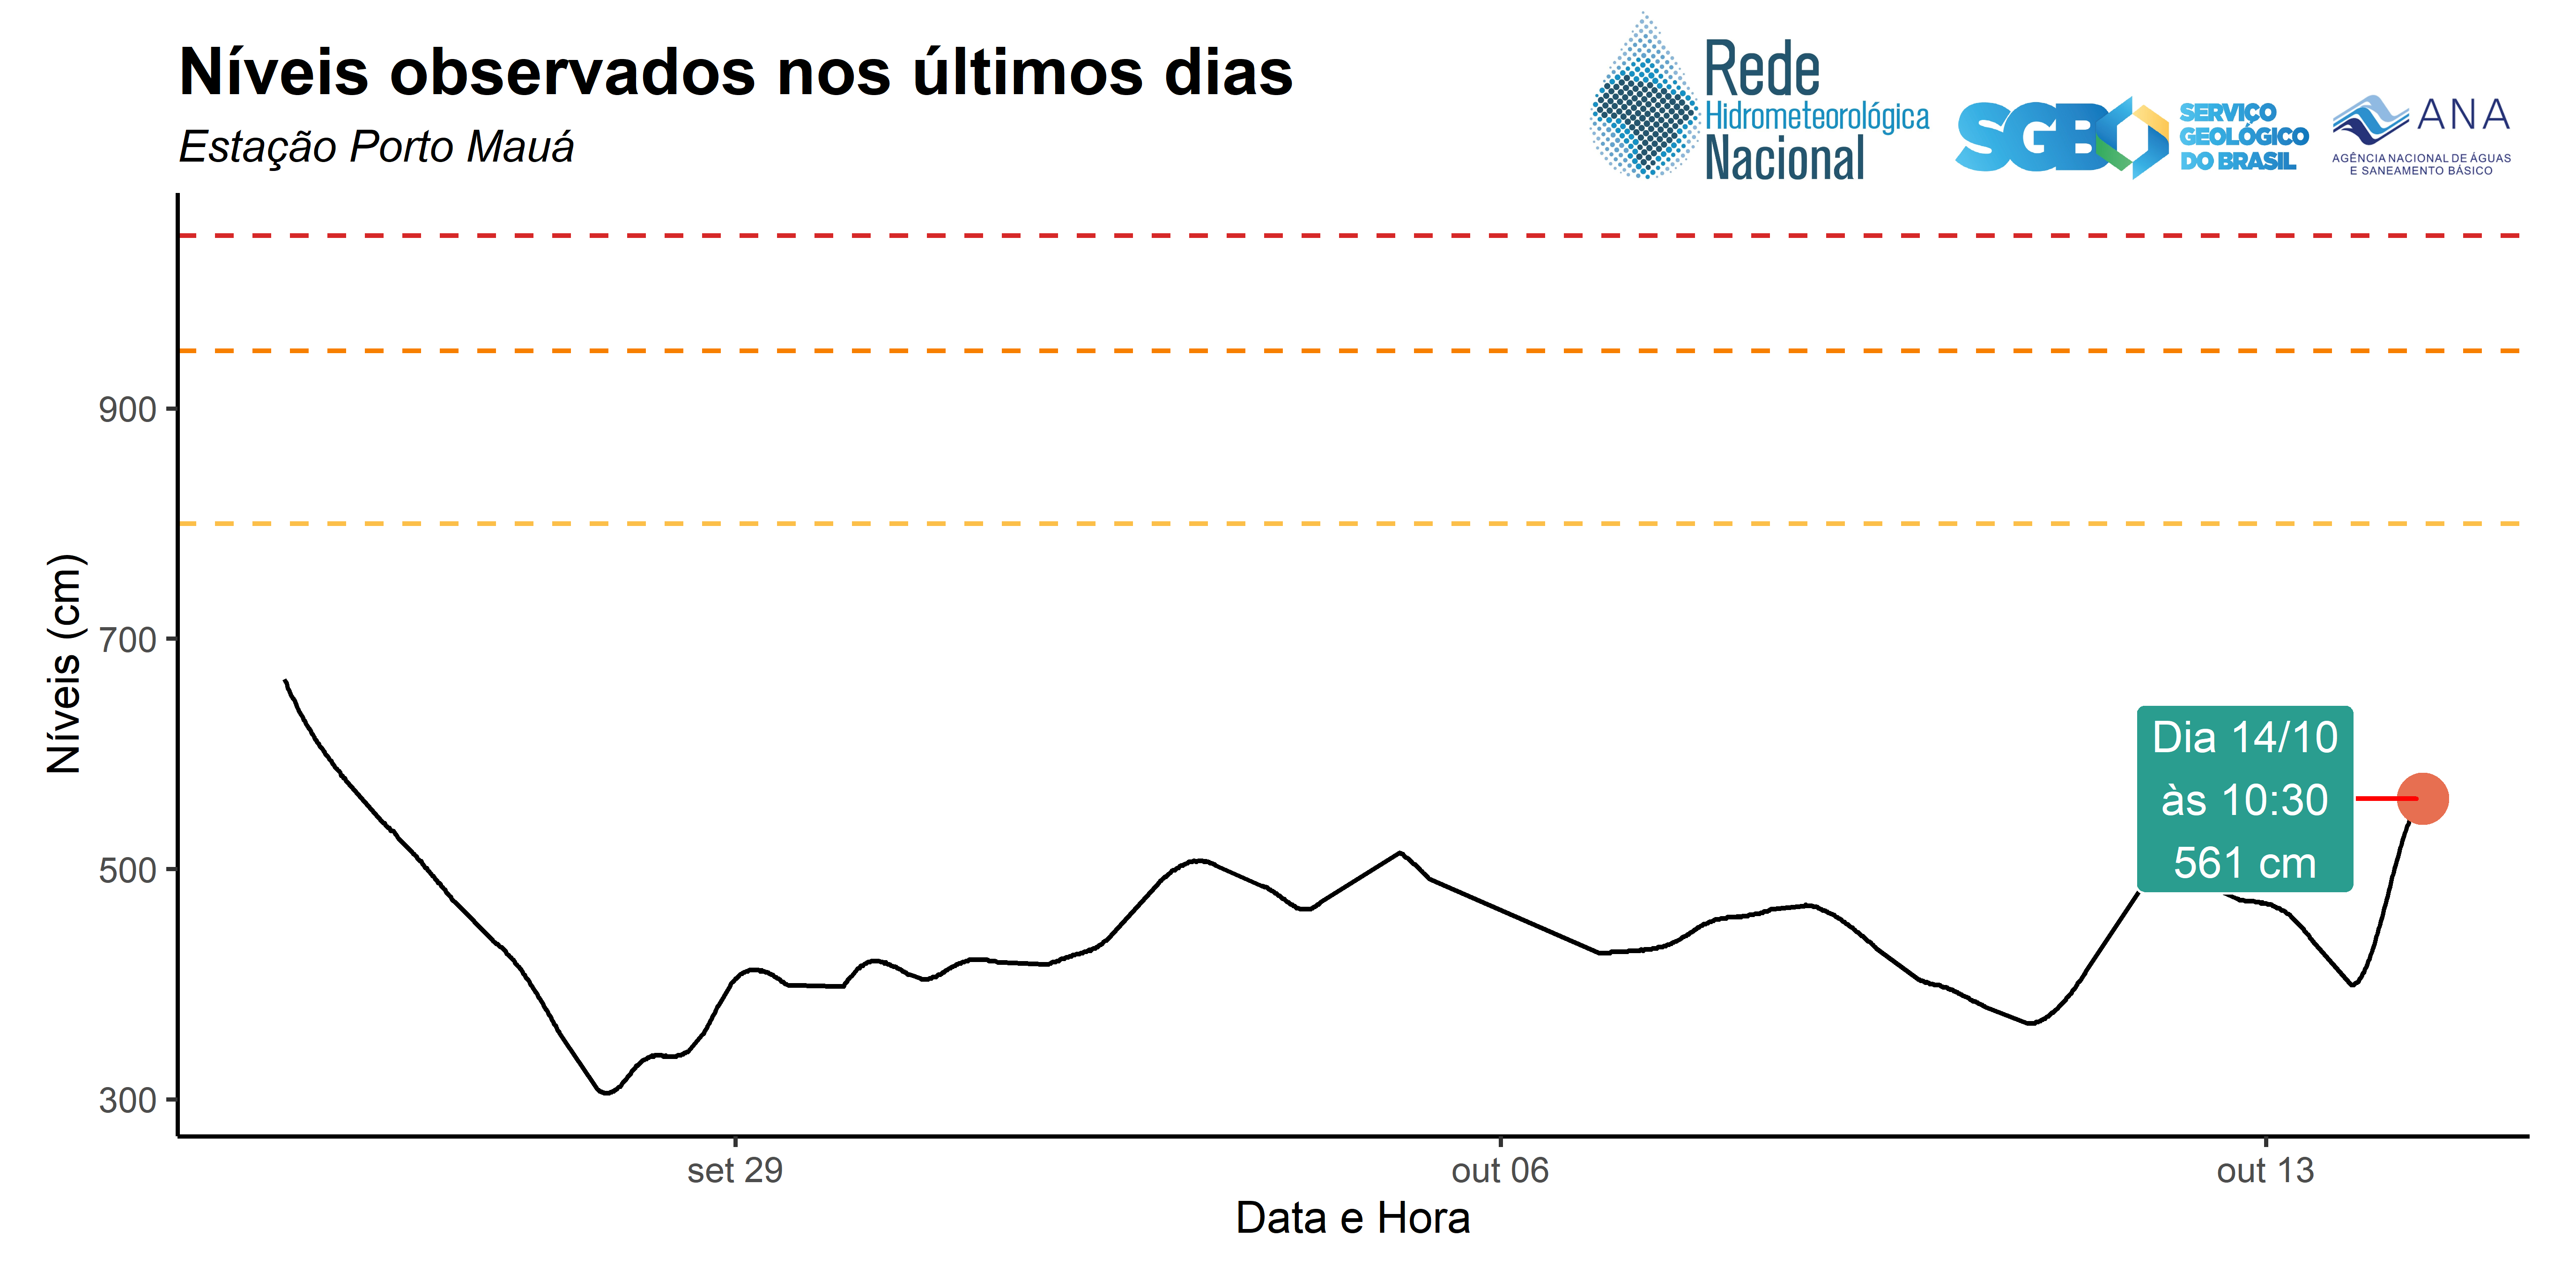 Níveis observados nos últimos dias
Estação Porto Mauá
Rede
Hidrometeorológica
Nacional
SGB
SERVIÇO
GEOLÓGICO
DO BRASIL
ANA
AGÊNCIA NACIONAL DE ÁGUAS
E SANEAMENTO BÁSICO
Níveis (cm)
900
700
500
300
Dia 14/10
às 10:30
561 cm
set 29
out 06
out 13
Data e Hora